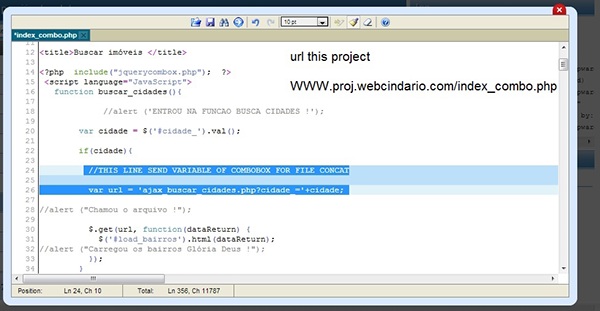 10 pt
*index_combo.php
12 <title>Buscar imóveis </title>
13
14 <?php include("jquerycombox.php"); ?>
15 <script language="JavaScript">
16 function buscar_cidades(){
17
18 //alert ('ENTROU NA FUNCAO BUSCA CIDADES !');
19
20 var cidade = $('#cidade_').val();
21
22 if(cidade){
23
24 //THIS LINE SEND VARIABLE OF COMBOBOX FOR FILE CONCAT
25
26 var url = 'ajax_buscar_cidades.php?cidade_='+cidade;
27
28 //alert ("Chamou o arquivo !");
29
30 $.get(url, function(dataReturn) {
31 $('#load_bairros').html(dataReturn);
32 //alert ("Carregou os bairros Glória Deus !");
33 });
34 }
url this project
WWW.proj.webcindario.com/index_combo.php
Position: Ln 24, Ch 10 Total: Ln 356, Ch 11787